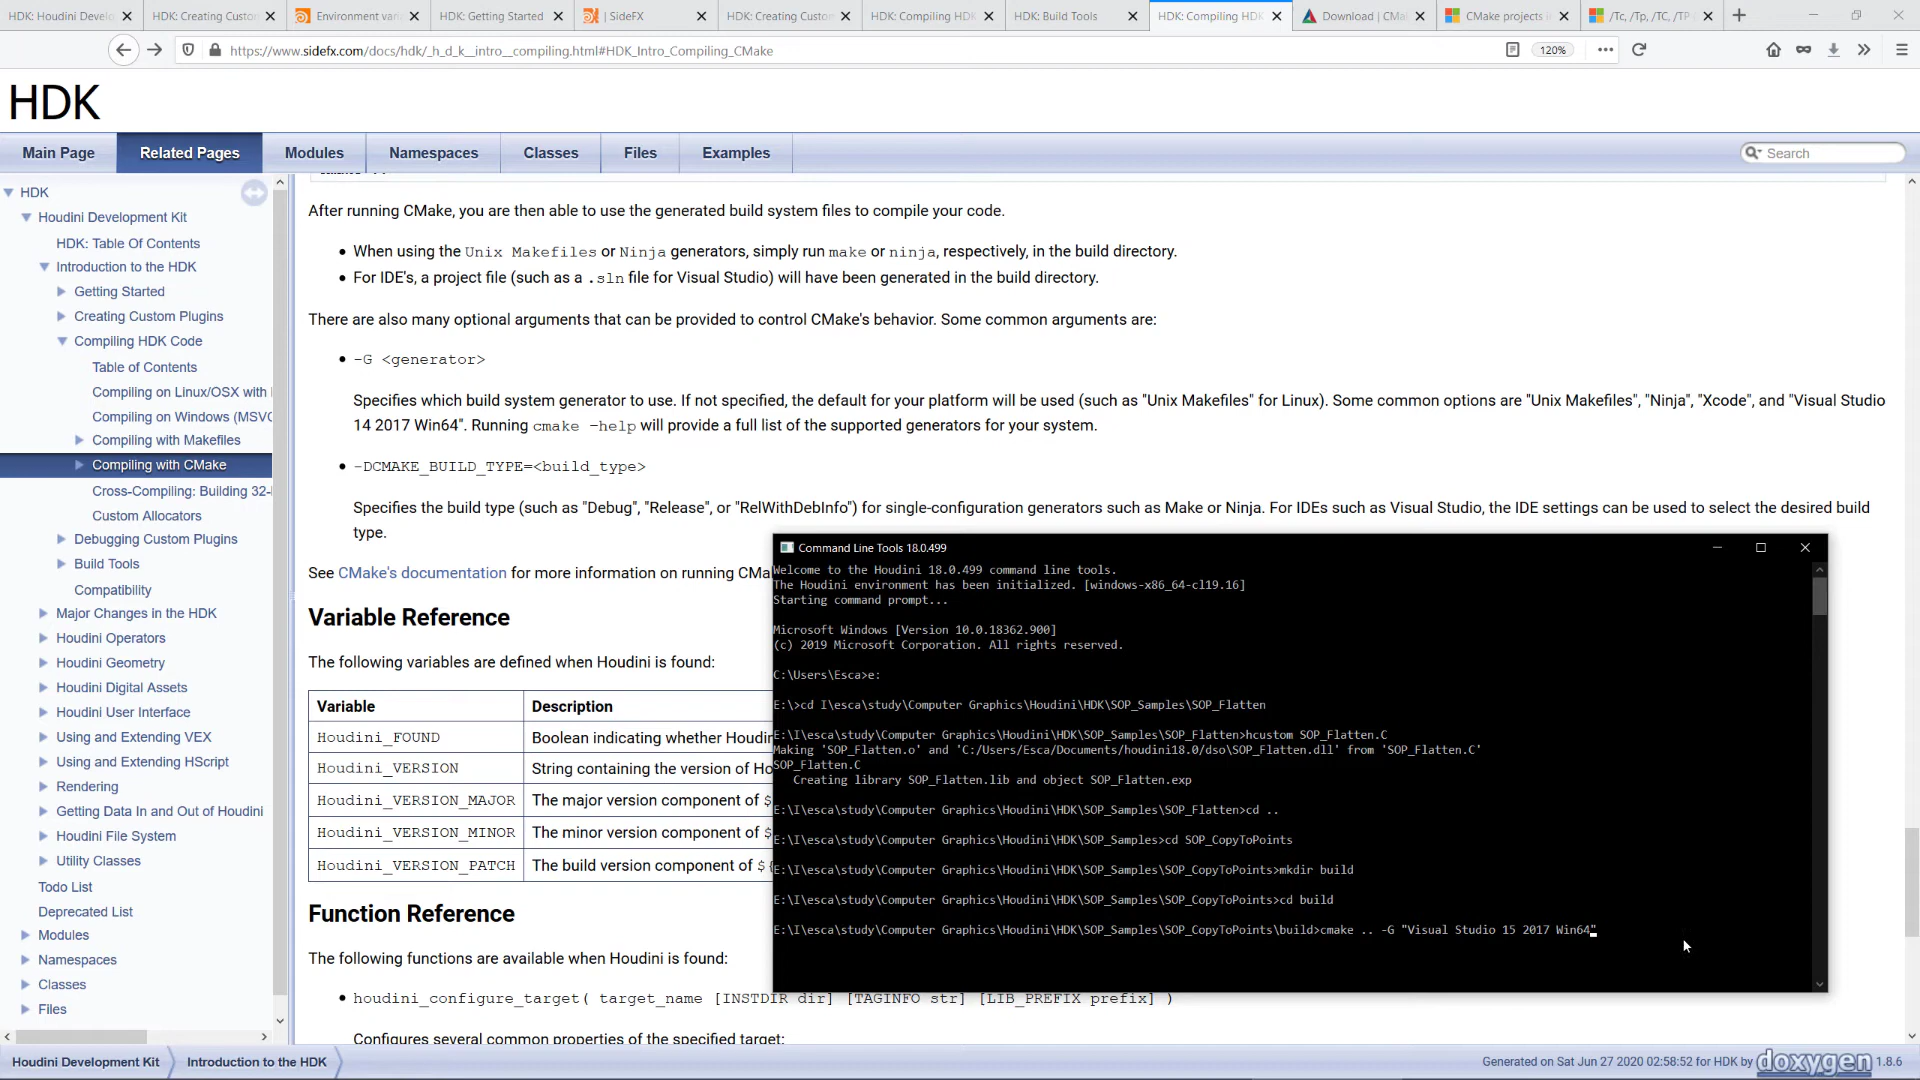 HDK: Houdini Develo
HDK: Creating Custo
Environment vari
HDK: Getting Started
| SideFX
HDK: Creating Custo
HDK: Compiling HDK
HDK: Build Tools
HDK: Compiling HDK
Download | CMa
CMake projects i
/Tc, /Tp, /TC, /TP
https://www.sidefx.com/docs/hdk/_h_d_k__intro__compiling.html#HDK_Intro_Compiling_CMake
120%
HDK
Main Page
Related Pages
Modules
Namespaces
Classes
Files
Examples
Search
HDK
Houdini Development Kit
HDK: Table Of Contents
Introduction to the HDK
Getting Started
Creating Custom Plugins
Compiling HDK Code
Table of Contents
Compiling on Linux/OSX with
Compiling on Windows (MSVC
Compiling with Makefiles
Compiling with CMake
Cross-Compiling: Building 32-
Custom Allocators
Debugging Custom Plugins
Build Tools
Compatibility
Major Changes in the HDK
Houdini Operators
Houdini Geometry
Houdini Digital Assets
Houdini User Interface
Using and Extending VEX
Using and Extending HScript
Rendering
Getting Data In and Out of Houdini
Houdini File System
Utility Classes
Todo List
Deprecated List
Modules
Namespaces
Classes
Files
After running CMake, you are then able to use the generated build system files to compile your code.
• When using the Unix Makefiles or Ninja generators, simply run make or ninja, respectively, in the build directory.
• For IDE's, a project file (such as a .sln file for Visual Studio) will have been generated in the build directory.
There are also many optional arguments that can be provided to control CMake's behavior. Some common arguments are:
• -G <generator>
Specifies which build system generator to use. If not specified, the default for your platform will be used (such as "Unix Makefiles" for Linux). Some common options are "Unix Makefiles", "Ninja", "Xcode", and "Visual Studio
14 2017 Win64". Running cmake -help will provide a full list of the supported generators for your system.
• -DCMAKE_BUILD_TYPE=<build_type>
Specifies the build type (such as "Debug", "Release", or "RelWithDebInfo") for single-configuration generators such as Make or Ninja. For IDEs such as Visual Studio, the IDE settings can be used to select the desired build
type.
See CMake's documentation for more information on running CMa
Variable Reference
The following variables are defined when Houdini is found:
Variable Description
Houdini_FOUND Boolean indicating whether Houdin
Houdini_VERSION String containing the version of Ho
Houdini_VERSION_MAJOR The major version component of $
Houdini_VERSION_MINOR The minor version component of $
Houdini_VERSION_PATCH The build version component of ${
Function Reference
The following functions are available when Houdini is found:
• houdini_configure_target( target_name [INSTDIR dir] [TAGINFO str] [LIB_PREFIX prefix] )
Configures several common properties of the specified target:
Command Line Tools 18.0.499
Welcome to the Houdini 18.0.499 command line tools.
The Houdini environment has been initialized. [windows-x86_64-cl19.16]
Starting command prompt...
Microsoft Windows [Version 10.0.18362.900]
(c) 2019 Microsoft Corporation. All rights reserved.
C:\Users\Esca>e:
E:\>cd I\esca\study\Computer Graphics\Houdini\HDK\SOP_Samples\SOP_Flatten
E:\I\esca\study\Computer Graphics\Houdini\HDK\SOP_Samples\SOP_Flatten>hcustom SOP_Flatten.C
Making 'SOP_Flatten.o' and 'C:/Users/Esca/Documents/houdini18.0/dso\SOP_Flatten.dll' from 'SOP_Flatten.C'
SOP_Flatten.C
Creating library SOP_Flatten.lib and object SOP_Flatten.exp
E:\I\esca\study\Computer Graphics\Houdini\HDK\SOP_Samples\SOP_Flatten>cd ..
E:\I\esca\study\Computer Graphics\Houdini\HDK\SOP_Samples>cd SOP_CopyToPoints
E:\I\esca\study\Computer Graphics\Houdini\HDK\SOP_Samples\SOP_CopyToPoints>mkdir build
E:\I\esca\study\Computer Graphics\Houdini\HDK\SOP_Samples\SOP_CopyToPoints>cd build
E:\I\esca\study\Computer Graphics\Houdini\HDK\SOP_Samples\SOP_CopyToPoints\build>cmake .. -G "Visual Studio 15 2017 Win64"
Houdini Development Kit
Introduction to the HDK
Generated on Sat Jun 27 2020 02:58:52 for HDK by doxygen 1.8.6